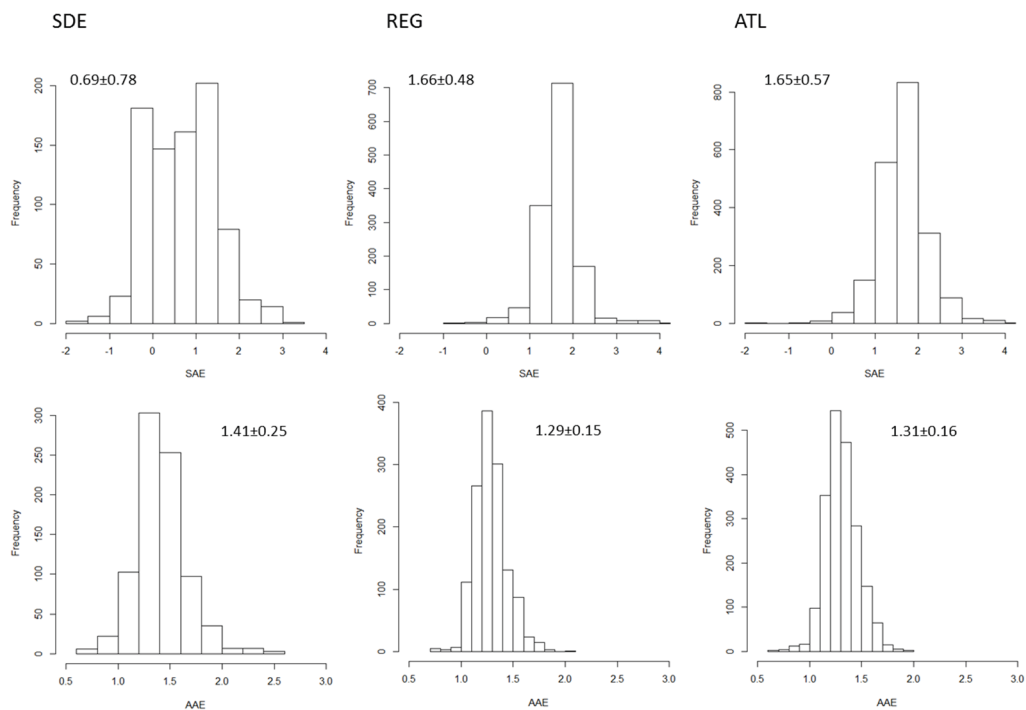 SDE REG ATL
0.69±0.78 1.66±0.48 1.65±0.57
Frequency
0 50 100 150 200
-2 -1 0 1 2 3 4
SAE
Frequency
0 100 200 300 400 500 600 700
-2 -1 0 1 2 3 4
SAE
Frequency
0 200 400 600 800
-2 -1 0 1 2 3 4
SAE
1.41±0.25 1.29±0.15 1.31±0.16
Frequency
0 50 100 150 200 250 300
0.5 1.0 1.5 2.0 2.5 3.0
AAE
Frequency
0 100 200 300 400
0.5 1.0 1.5 2.0 2.5 3.0
AAE
Frequency
0 100 200 300 400 500
0.5 1.0 1.5 2.0 2.5 3.0
AAE